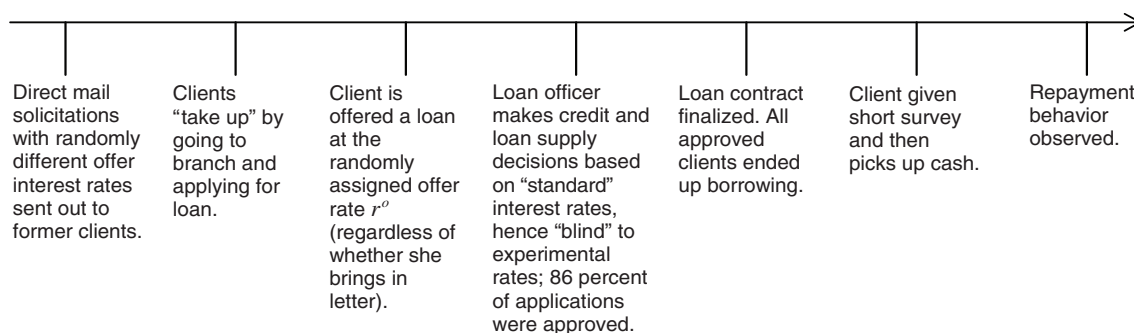 Direct mail
solicitations
with randomly
different offer
interest rates
sent out to
former clients.
Clients
“take up” by
going to
branch and
applying for
loan.
Client is
offered a loan
at the
randomly
assigned offer
rate rᵒ
(regardless of
whether she
brings in
letter).
Loan officer
makes credit and
loan supply
decisions based
on “standard”
interest rates,
hence “blind” to
experimental
rates; 86 percent
of applications
were approved.
Loan contract
finalized. All
approved
clients ended
up borrowing.
Client given
short survey
and then
picks up cash.
Repayment
behavior
observed.